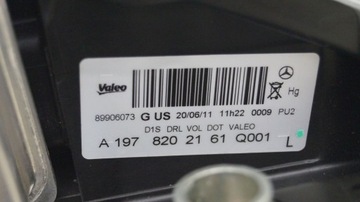 Valeo
Hg
89906073 G US 20/06/11 11h22 0009 PU2
D1S DRL VOL DOT VALEO
A 197 820 21 61 Q001 L